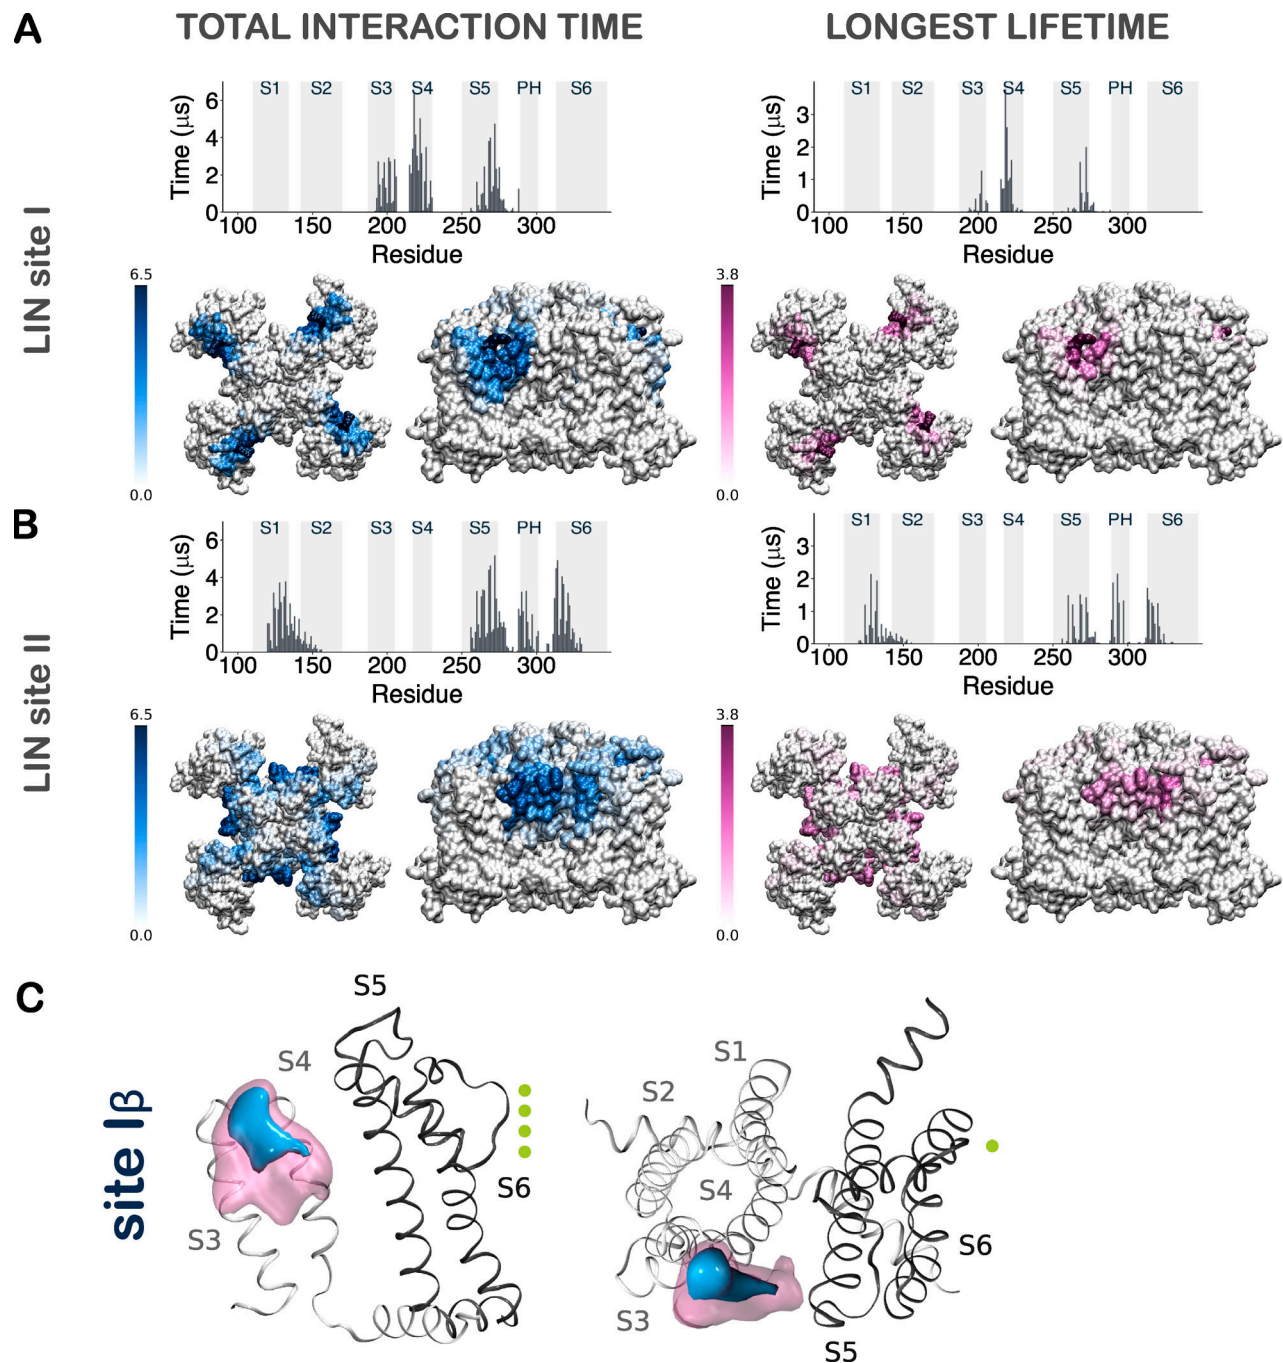 A
TOTAL INTERACTION TIME
LONGEST LIFETIME
LIN site I
Time (μs)
6
4
2
0
S1 S2 S3 S4 S5 PH S6
100 150 200 250 300
Residue
Time (μs)
3
2
1
0
S1 S2 S3 S4 S5 PH S6
100 150 200 250 300
Residue
6.5
0.0
3.8
0.0
B
LIN site II
Time (μs)
6
4
2
0
S1 S2 S3 S4 S5 PH S6
100 150 200 250 300
Residue
Time (μs)
3
2
1
0
S1 S2 S3 S4 S5 PH S6
100 150 200 250 300
Residue
6.5
0.0
3.8
0.0
C
site Iβ
S5
S4
S6
S3
S1
S2
S4
S6
S3
S5